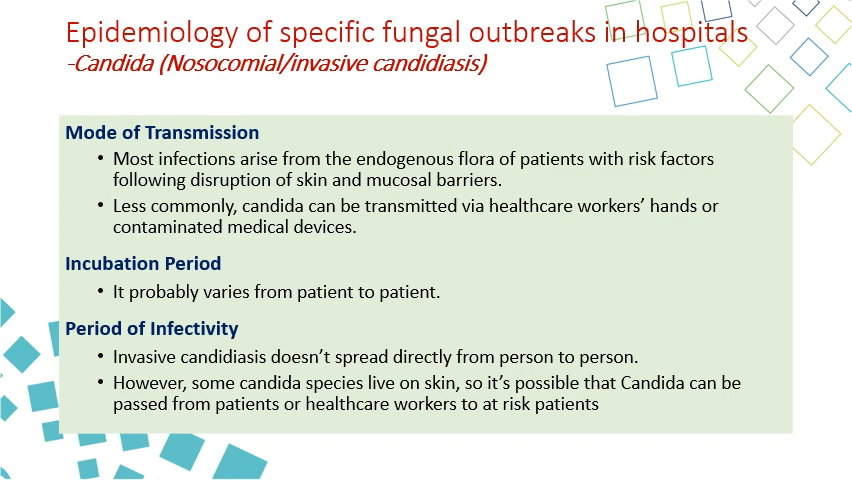 Epidemiology of specific fungal outbreaks in hospitals
-Candida (Nosocomial/invasive candidiasis)
Mode of Transmission
• Most infections arise from the endogenous flora of patients with risk factors
following disruption of skin and mucosal barriers.
• Less commonly, candida can be transmitted via healthcare workers’ hands or
contaminated medical devices.
Incubation Period
• It probably varies from patient to patient.
Period of Infectivity
• Invasive candidiasis doesn’t spread directly from person to person.
• However, some candida species live on skin, so it’s possible that Candida can be
passed from patients or healthcare workers to at risk patients